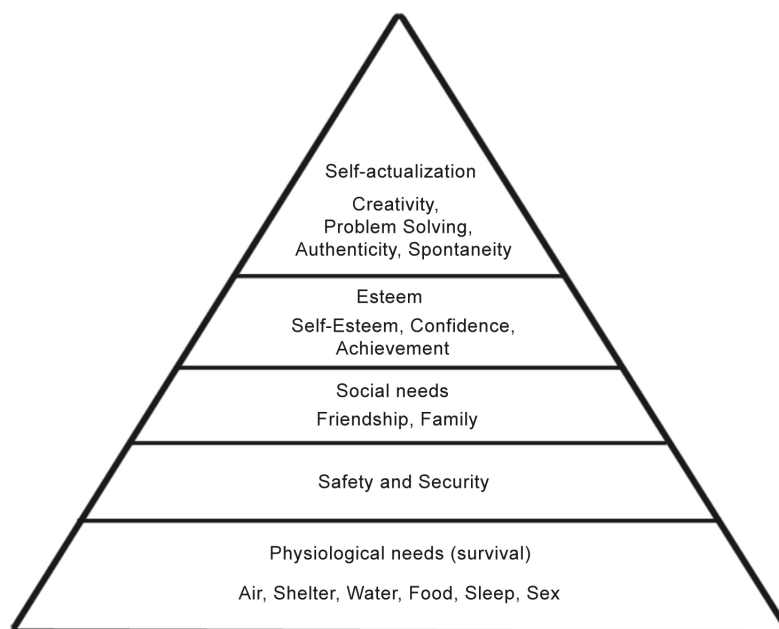 Self-actualization
Creativity,
Problem Solving,
Authenticity, Spontaneity
Esteem
Self-Esteem, Confidence,
Achievement
Social needs
Friendship, Family
Safety and Security
Physiological needs (survival)
Air, Shelter, Water, Food, Sleep, Sex